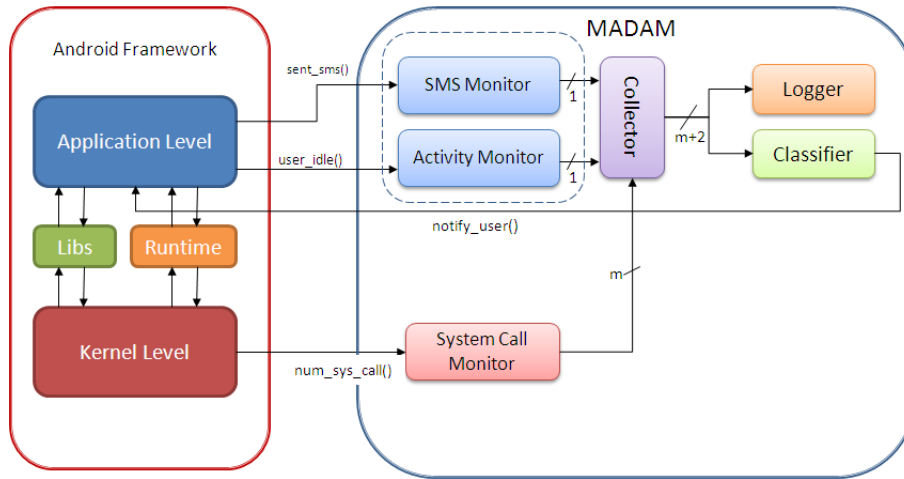 MADAM
Android Framework
sent_sms()
SMS Monitor
1
Application Level
user_idle()
Activity Monitor
1
Collector
m+2
Logger
Classifier
notify_user()
Libs
Runtime
m
Kernel Level
num_sys_call()
System Call
Monitor